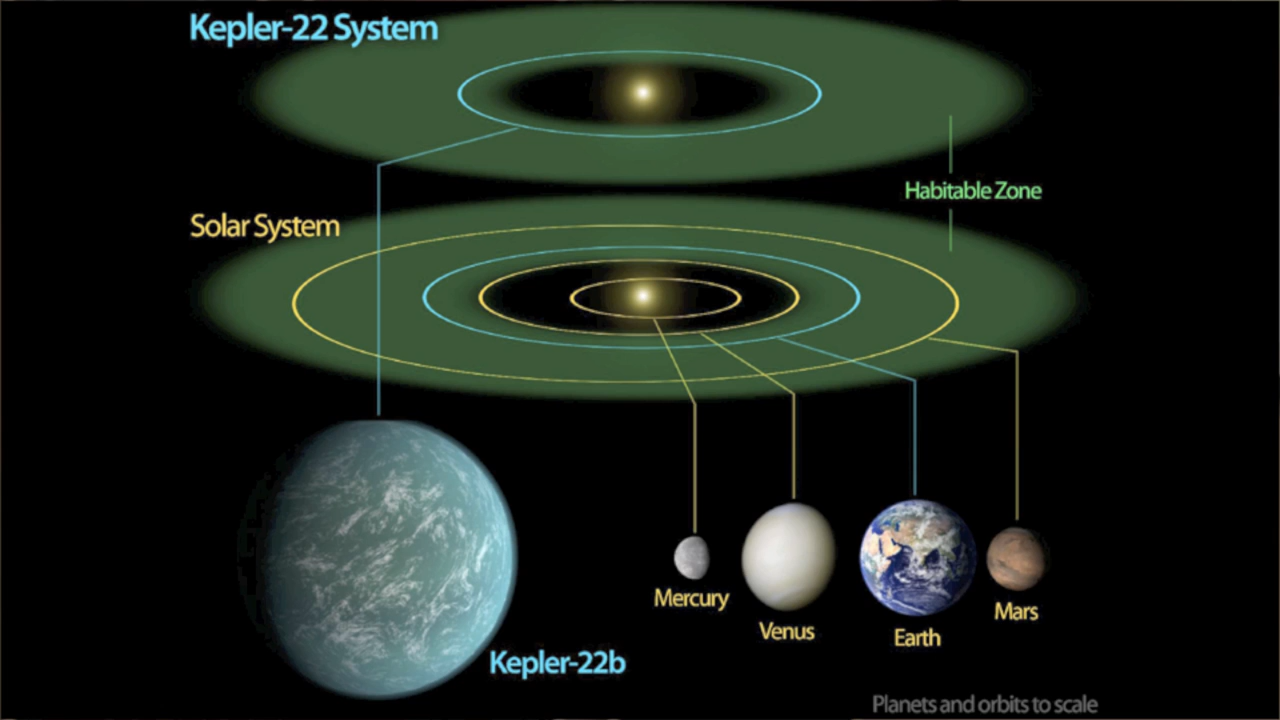 Kepler-22 System
Habitable Zone
Solar System
Mercury
Venus
Earth
Mars
Kepler-22b
Planets and orbits to scale